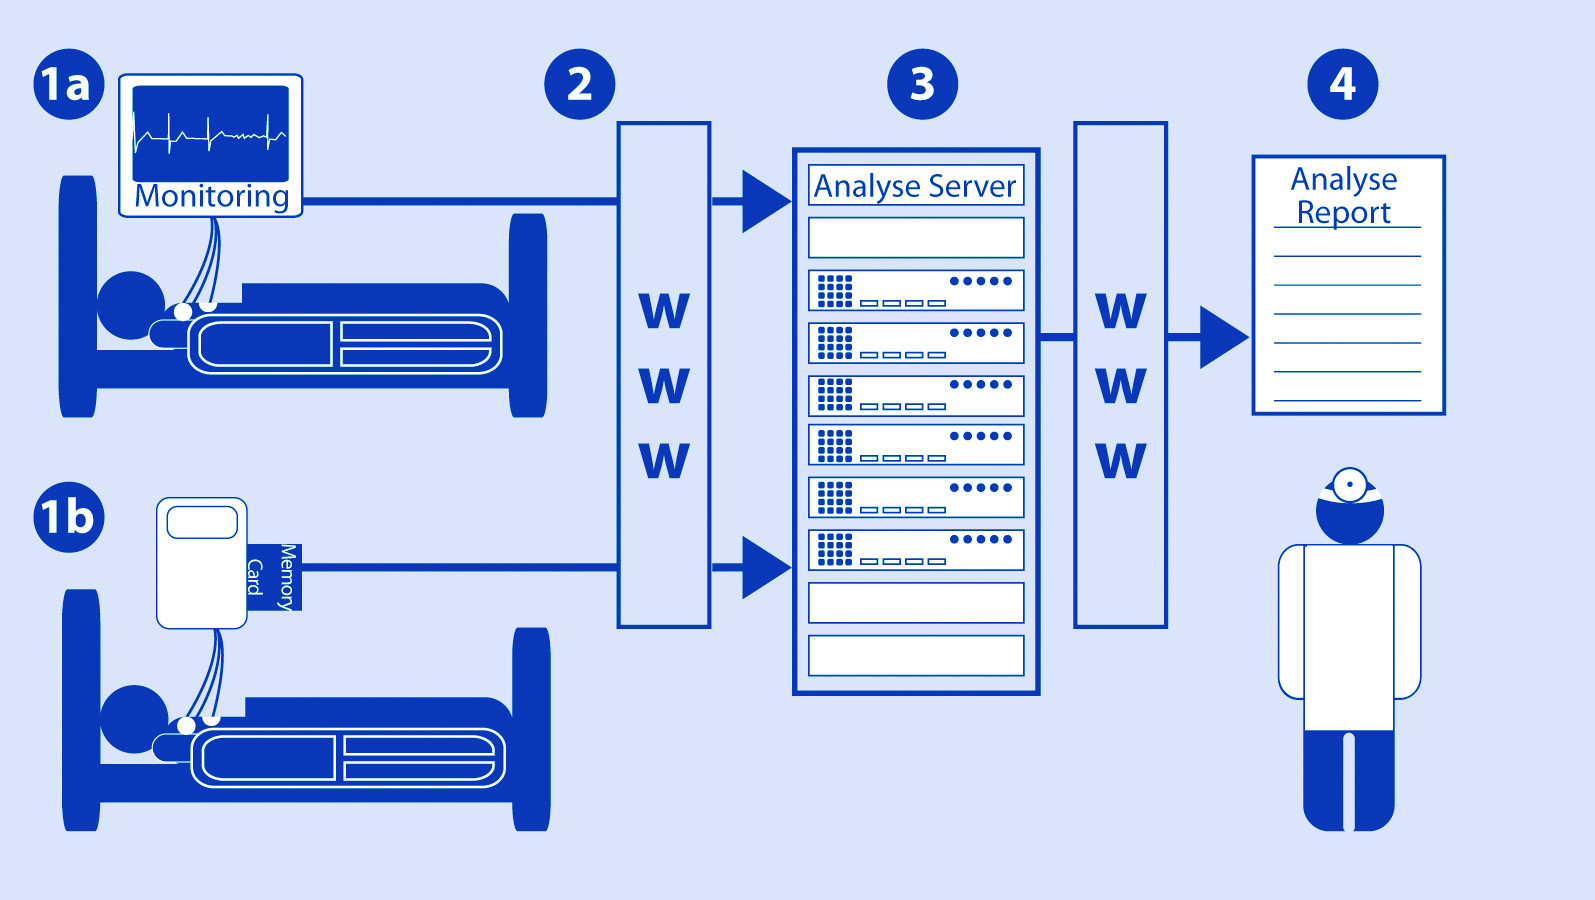 1a
Monitoring
2
W
W
W
3
Analyse Server
W
W
W
4
Analyse
Report
1b
Memory
Card